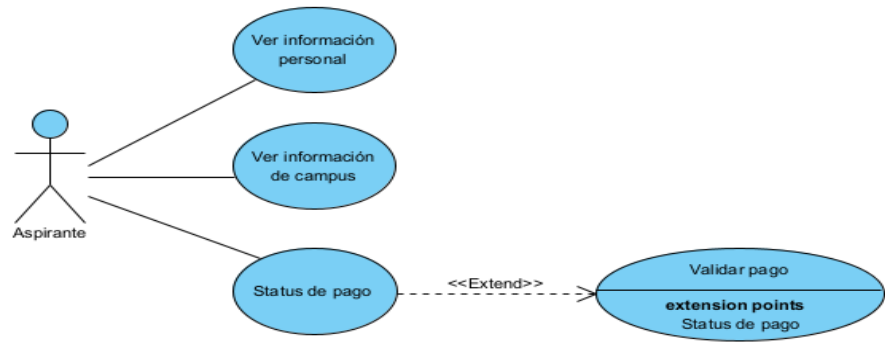 Ver información
personal
Ver información
de campus
Aspirante
Status de pago
<<Extend>>
Validar pago
extension points
Status de pago